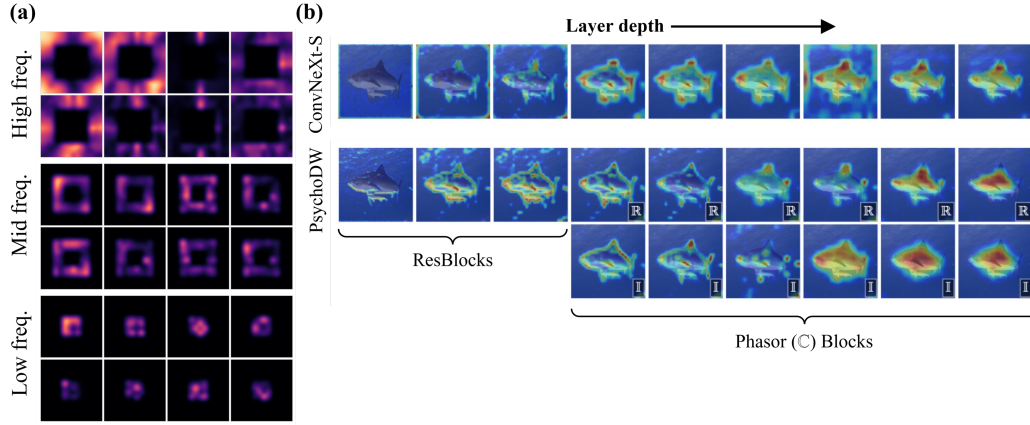 (a)
High freq.
Mid freq.
Low freq.
(b)
Layer depth
ConvNeXt-S
PsychoDW
ℝ ℝ ℝ ℝ ℝ ℝ
𝕀 𝕀 𝕀 𝕀 𝕀 𝕀
ResBlocks
Phasor (ℂ) Blocks